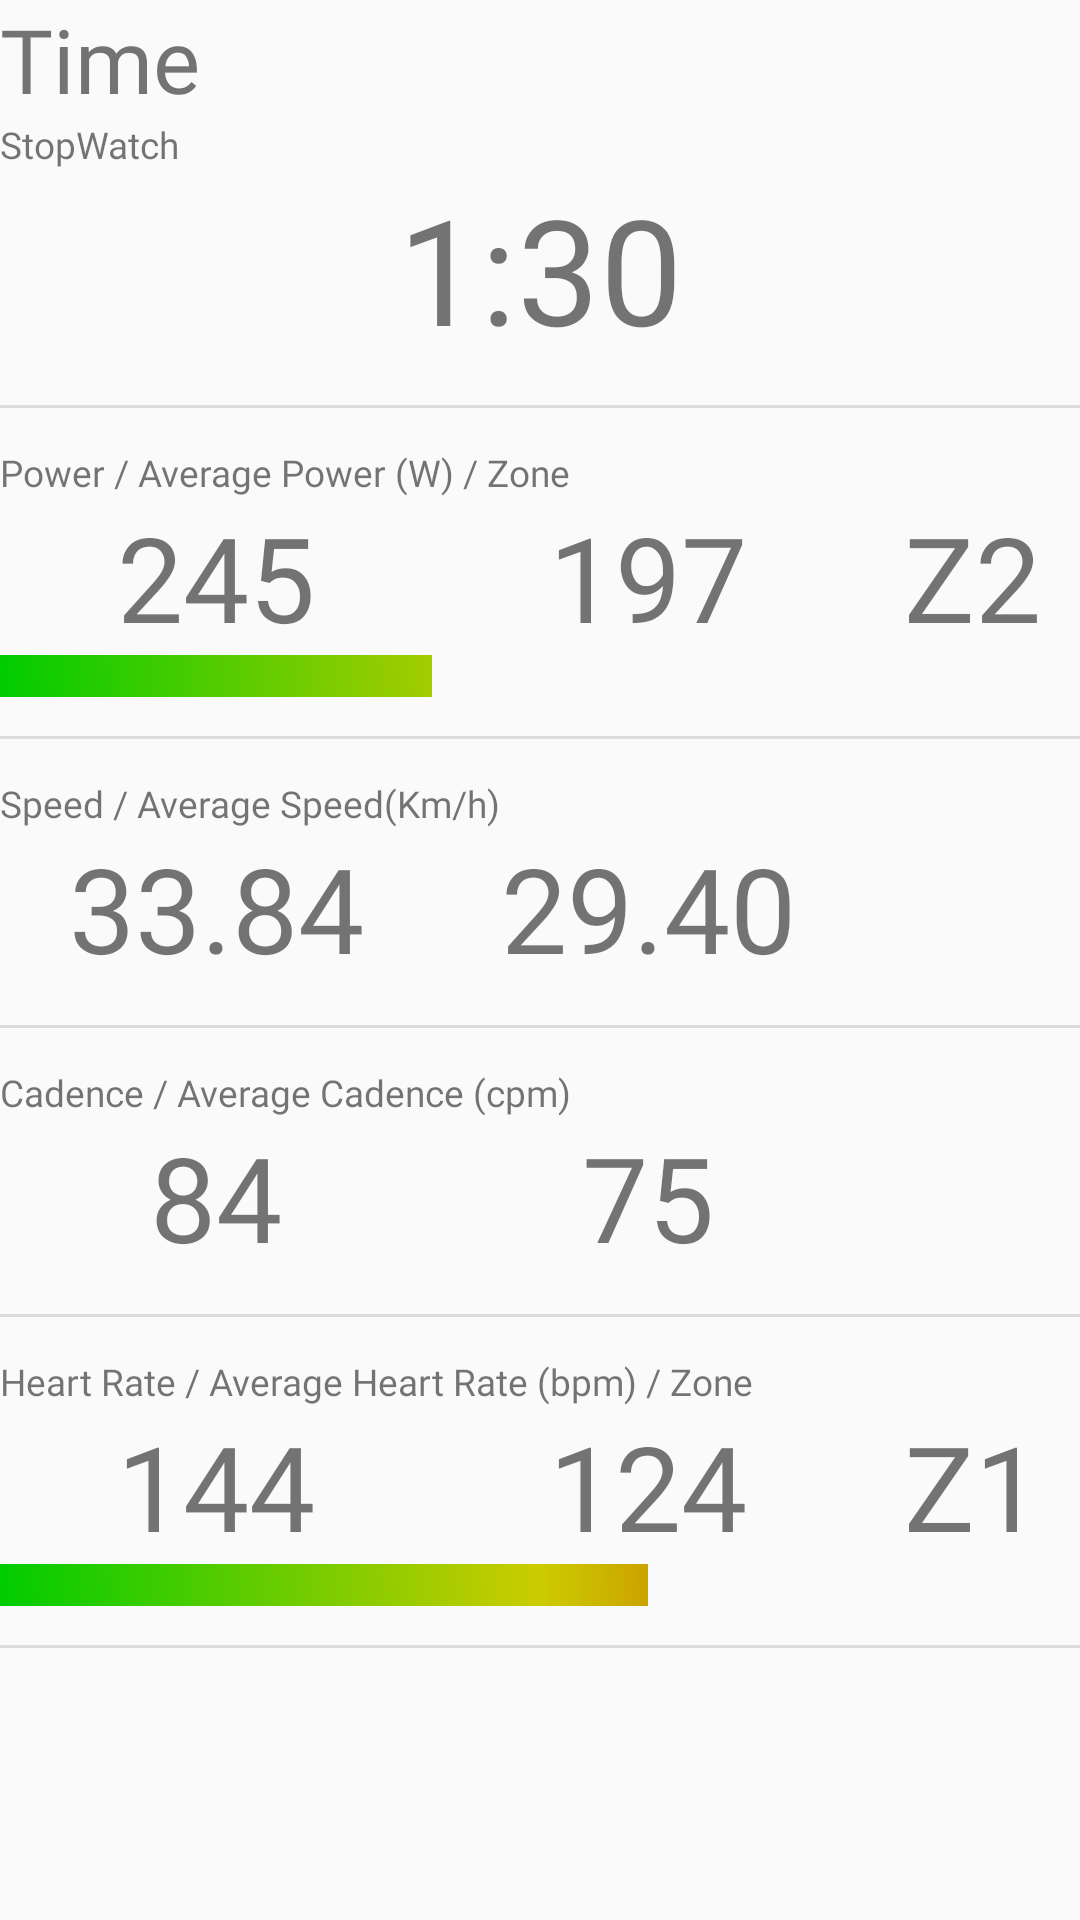 Time
StopWatch
1:30
Power / Average Power (W) / Zone
245 197 Z2
Speed / Average Speed(Km/h)
33.84 29.40
Cadence / Average Cadence (cpm)
84 75
Heart Rate / Average Heart Rate (bpm) / Zone
144 124 Z1